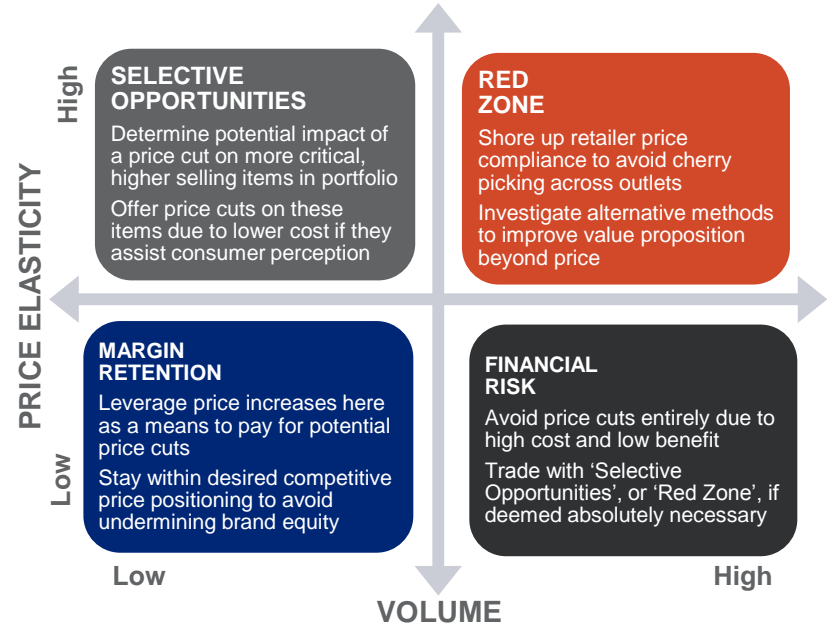 High
SELECTIVE
OPPORTUNITIES
Determine potential impact of
a price cut on more critical,
higher selling items in portfolio
Offer price cuts on these
items due to lower cost if they
assist consumer perception
RED
ZONE
Shore up retailer price
compliance to avoid cherry
picking across outlets
Investigate alternative methods
to improve value proposition
beyond price
PRICE ELASTICITY
MARGIN
RETENTION
Leverage price increases here
as a means to pay for potential
price cuts
Stay within desired competitive
price positioning to avoid
undermining brand equity
FINANCIAL
RISK
Avoid price cuts entirely due to
high cost and low benefit
Trade with ‘Selective
Opportunities’, or ‘Red Zone’, if
deemed absolutely necessary
Low
Low
High
VOLUME